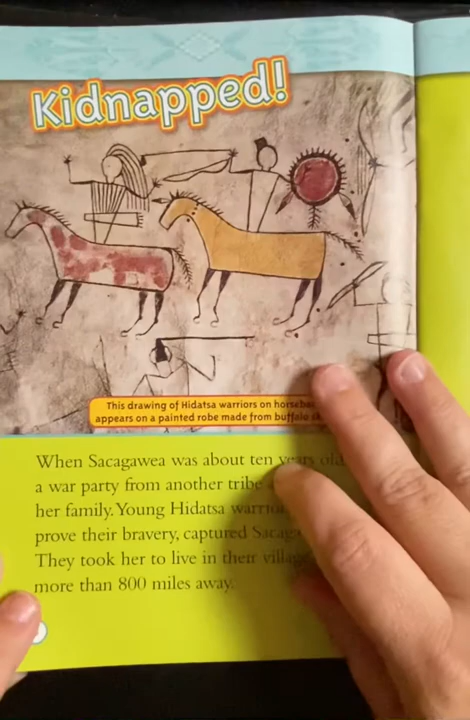 Kidnapped!
This drawing of Hidatsa warriors on
appears on a painted robe made from buffalo
When Sacagawea was about ten years old
a war party from another tribe
her family. Young Hidatsa
prove their bravery, captured
They took her to live in their village
more than 800 miles away.